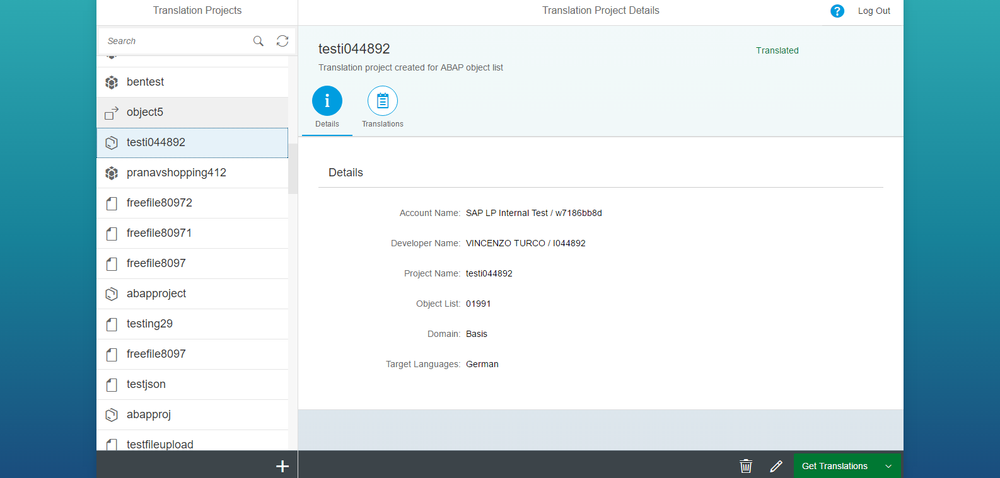 Translation Projects
Translation Project Details
? Log Out
Search
bentest
object5
testi044892
pranavshopping412
freefile80972
freefile80971
freefile8097
abapproject
testing29
freefile8097
testjson
abapproj
testfileupload
testi044892
Translated
Translation project created for ABAP object list
Details
Translations
Details
Account Name: SAP LP Internal Test / w7186bb8d
Developer Name: VINCENZO TURCO / I044892
Project Name: testi044892
Object List: 01991
Domain: Basis
Target Languages: German
Get Translations